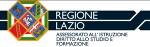 REGIONE
LAZIO
ASSESSORATO ALL' ISTRUZIONE
DIRITTO ALLO STUDIO E
FORMAZIONE